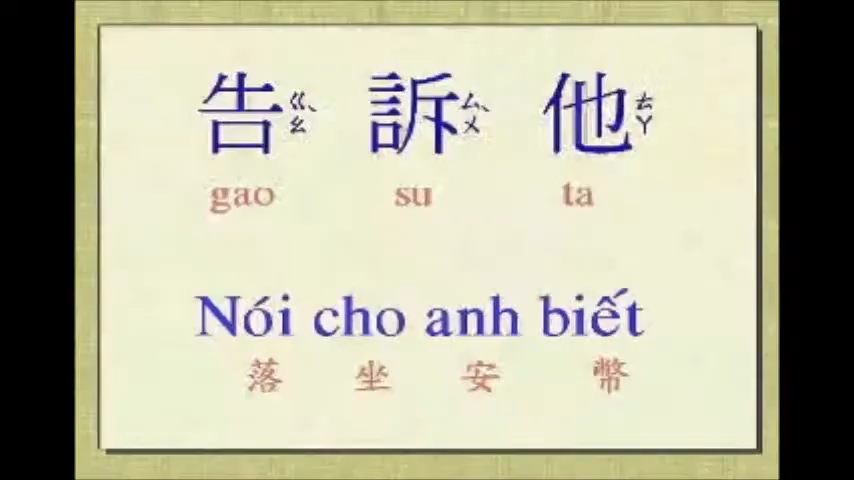 告ㄍㄠˋ 訴ㄙㄨˋ 他ㄊㄚ
gao su ta
Nói cho anh biết
落 坐 安 幣